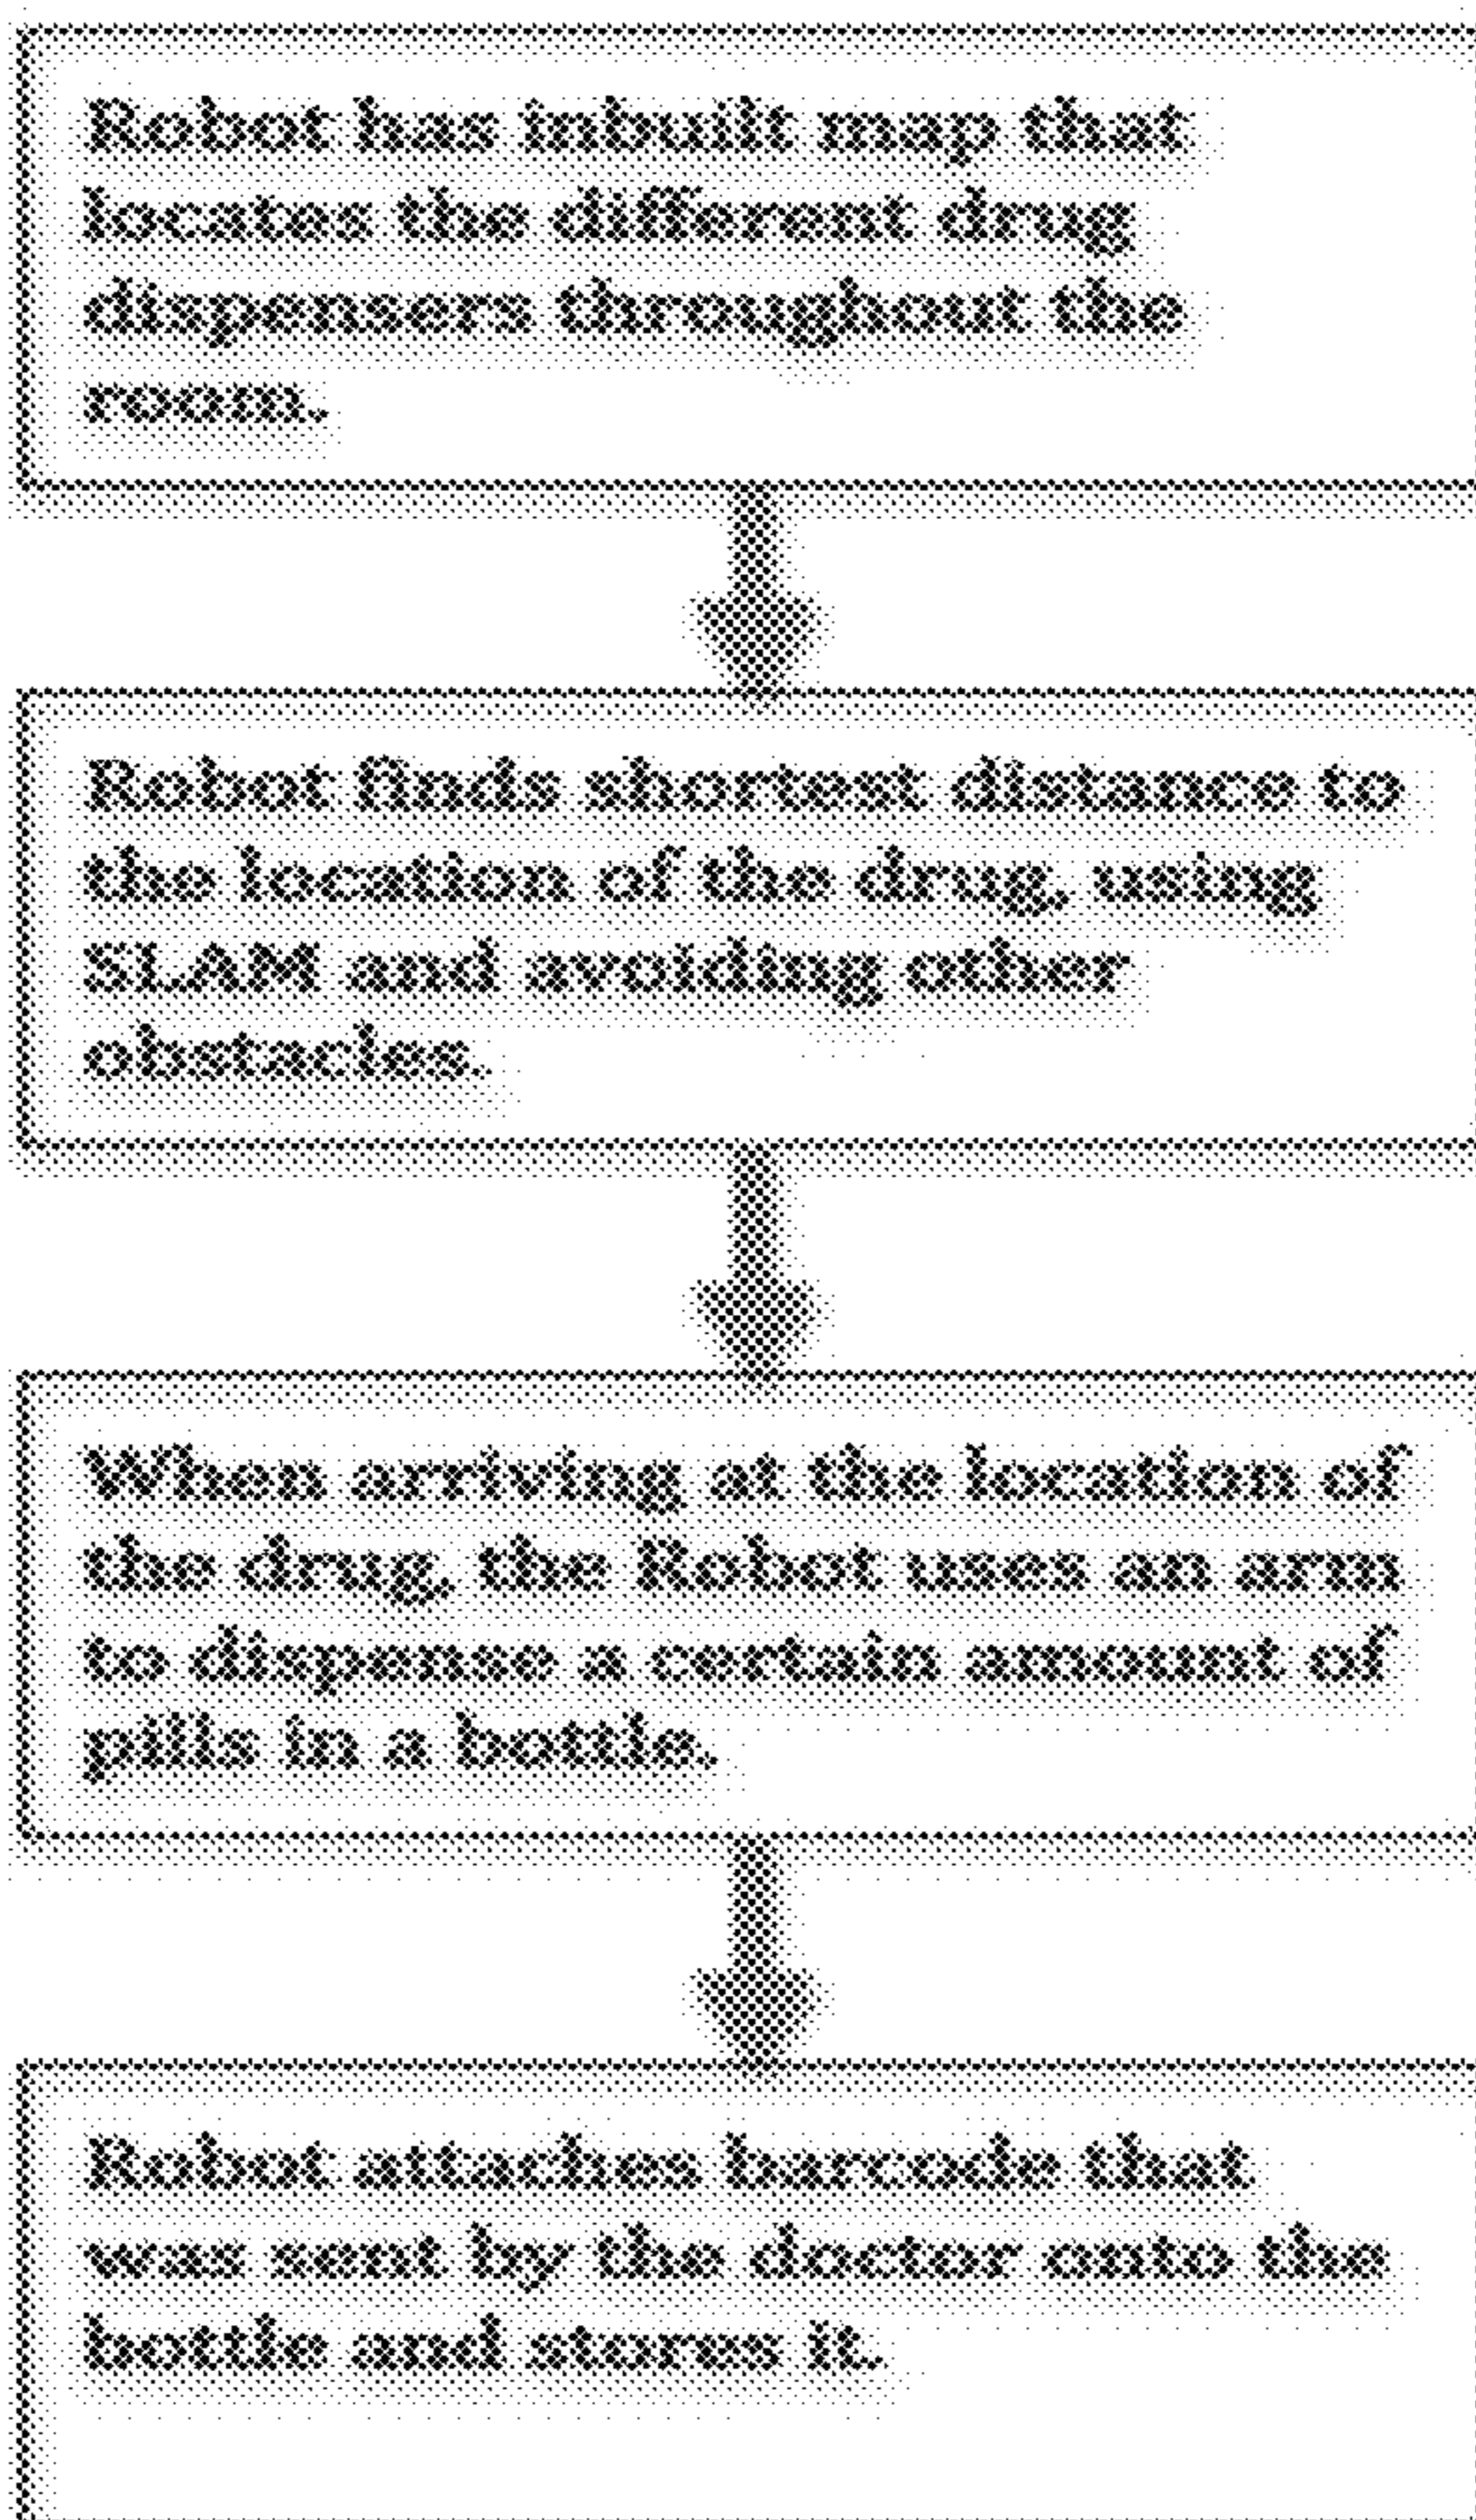 Robot has inbuilt map that
locates the different drug
dispensers throughout the
room.
Robot finds shortest distance to
the location of the drug, using
SLAM and avoiding other
obstacles.
When arriving at the location of
the drug, the Robot uses an arm
to dispense a certain amount of
pills in a bottle.
Robot attaches barcode that
was sent by the doctor onto the
bottle and stores it.